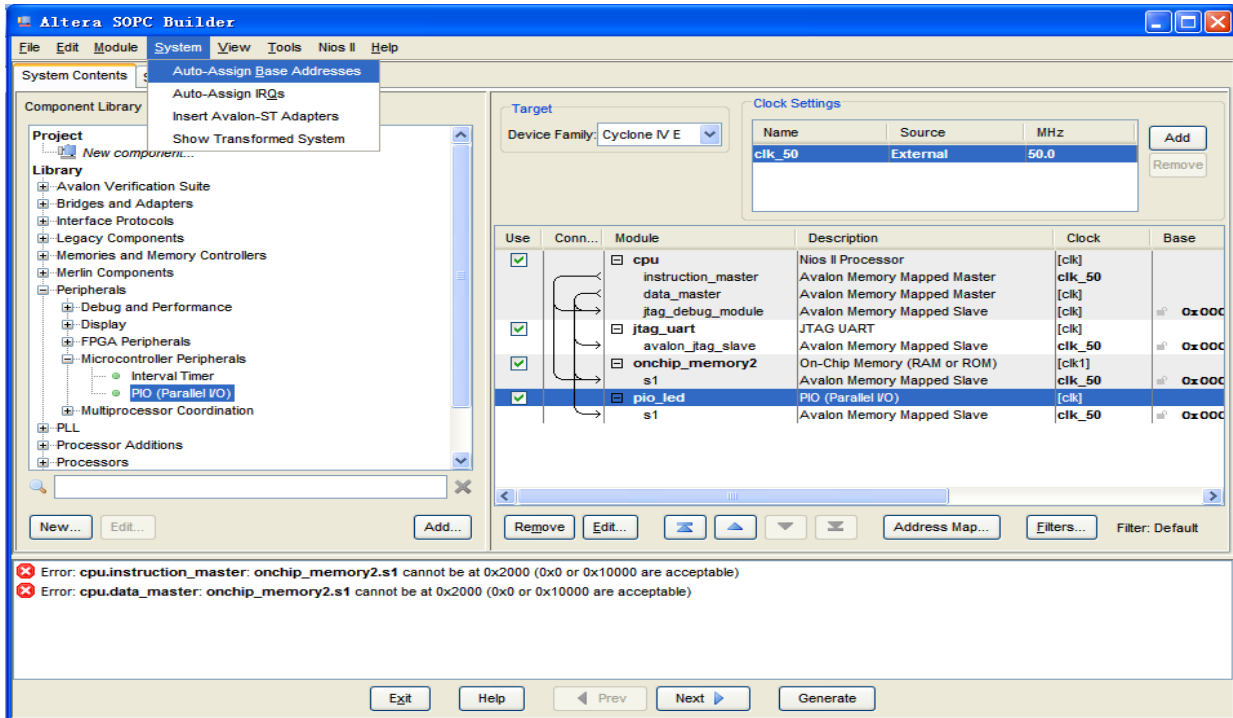 Altera SOPC Builder
File Edit Module System View Tools Nios II Help
System Contents
Auto-Assign Base Addresses
Auto-Assign IRQs
Insert Avalon-ST Adapters
Show Transformed System
Component Library
Project
New component...
Library
Avalon Verification Suite
Bridges and Adapters
Interface Protocols
Legacy Components
Memories and Memory Controllers
Merlin Components
Peripherals
Debug and Performance
Display
FPGA Peripherals
Microcontroller Peripherals
Interval Timer
PIO (Parallel I/O)
Multiprocessor Coordination
PLL
Processor Additions
Processors
New... Edit... Add...
Target
Device Family: Cyclone IV E
Clock Settings
Name Source MHz
clk_50 External 50.0
Add
Remove
Use Conn... Module Description Clock Base
cpu Nios II Processor [clk]
instruction_master Avalon Memory Mapped Master clk_50
data_master Avalon Memory Mapped Master [clk]
jtag_debug_module Avalon Memory Mapped Slave [clk] 0x000
jtag_uart JTAG UART [clk]
avalon_jtag_slave Avalon Memory Mapped Slave clk_50 0x000
onchip_memory2 On-Chip Memory (RAM or ROM) [clk1]
s1 Avalon Memory Mapped Slave clk_50 0x000
pio_led PIO (Parallel I/O) [clk]
s1 Avalon Memory Mapped Slave clk_50 0x000
Remove Edit... Address Map... Filters... Filter: Default
Error: cpu.instruction_master: onchip_memory2.s1 cannot be at 0x2000 (0x0 or 0x10000 are acceptable)
Error: cpu.data_master: onchip_memory2.s1 cannot be at 0x2000 (0x0 or 0x10000 are acceptable)
Exit Help Prev Next Generate